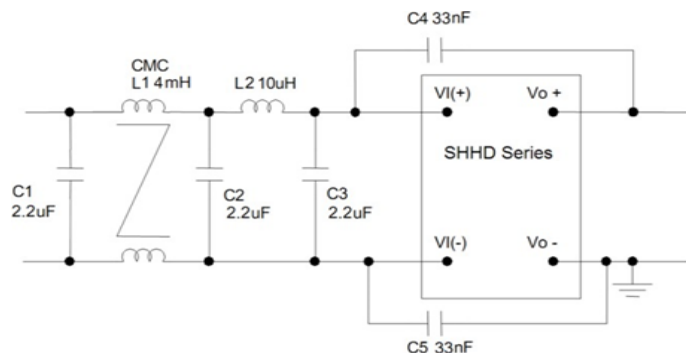 C4 33nF
CMC
L1 4mH
L2 10uH
VI(+)
Vo +
SHHD Series
C1
2.2uF
C2
2.2uF
C3
2.2uF
VI(-)
Vo -
C5 33nF